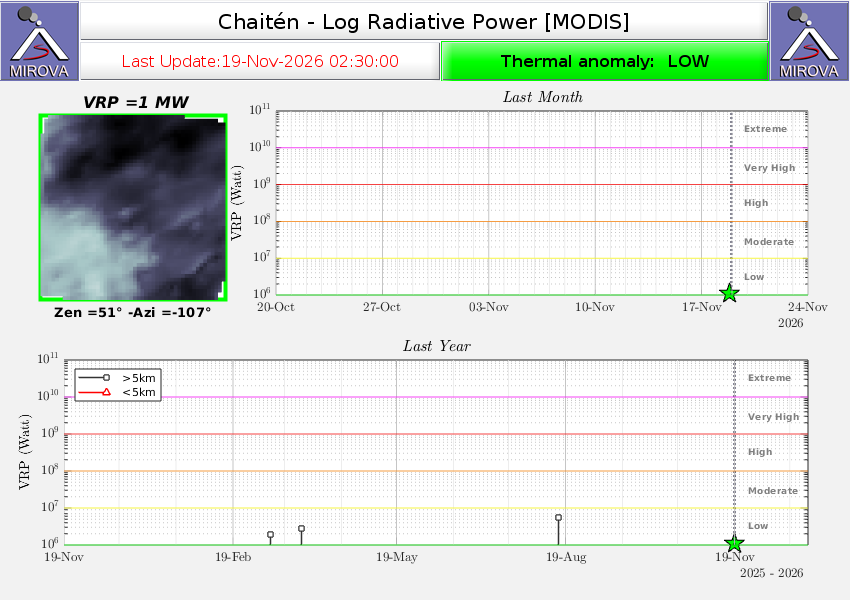 MIROVA
Chaitén - Log Radiative Power [MODIS]
MIROVA
Last Update:19-Nov-2026 02:30:00
Thermal anomaly: LOW
VRP =1 MW
Zen =51° -Azi =-107°
Last Month
VRP (Watt)
10^11
10^10
10^9
10^8
10^7
10^6
Extreme
Very High
High
Moderate
Low
20-Oct 27-Oct 03-Nov 10-Nov 17-Nov 24-Nov
2026
Last Year
VRP (Watt)
10^11
10^10
10^9
10^8
10^7
10^6
>5km
<5km
Extreme
Very High
High
Moderate
Low
19-Nov 19-Feb 19-May 19-Aug 19-Nov
2025 - 2026